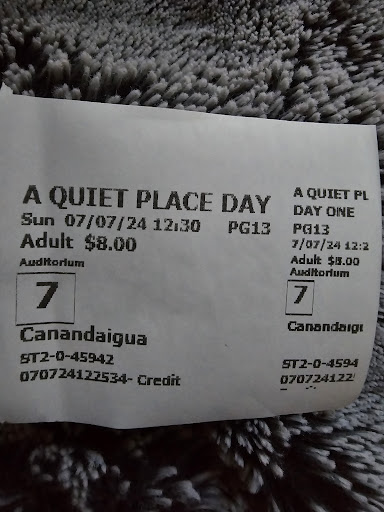 A QUIET PLACE DAY
Sun 07/07/24 12:30 PG13
Adult $8.00
Auditorium
7
Canandaigua
ST2-0-45942
070724122534- Credit
A QUIET PL
DAY ONE
PG13
7/07/24 12:2
Adult $8.00
Auditorium
7
Canandaigu
ST2-0-4594
070724122